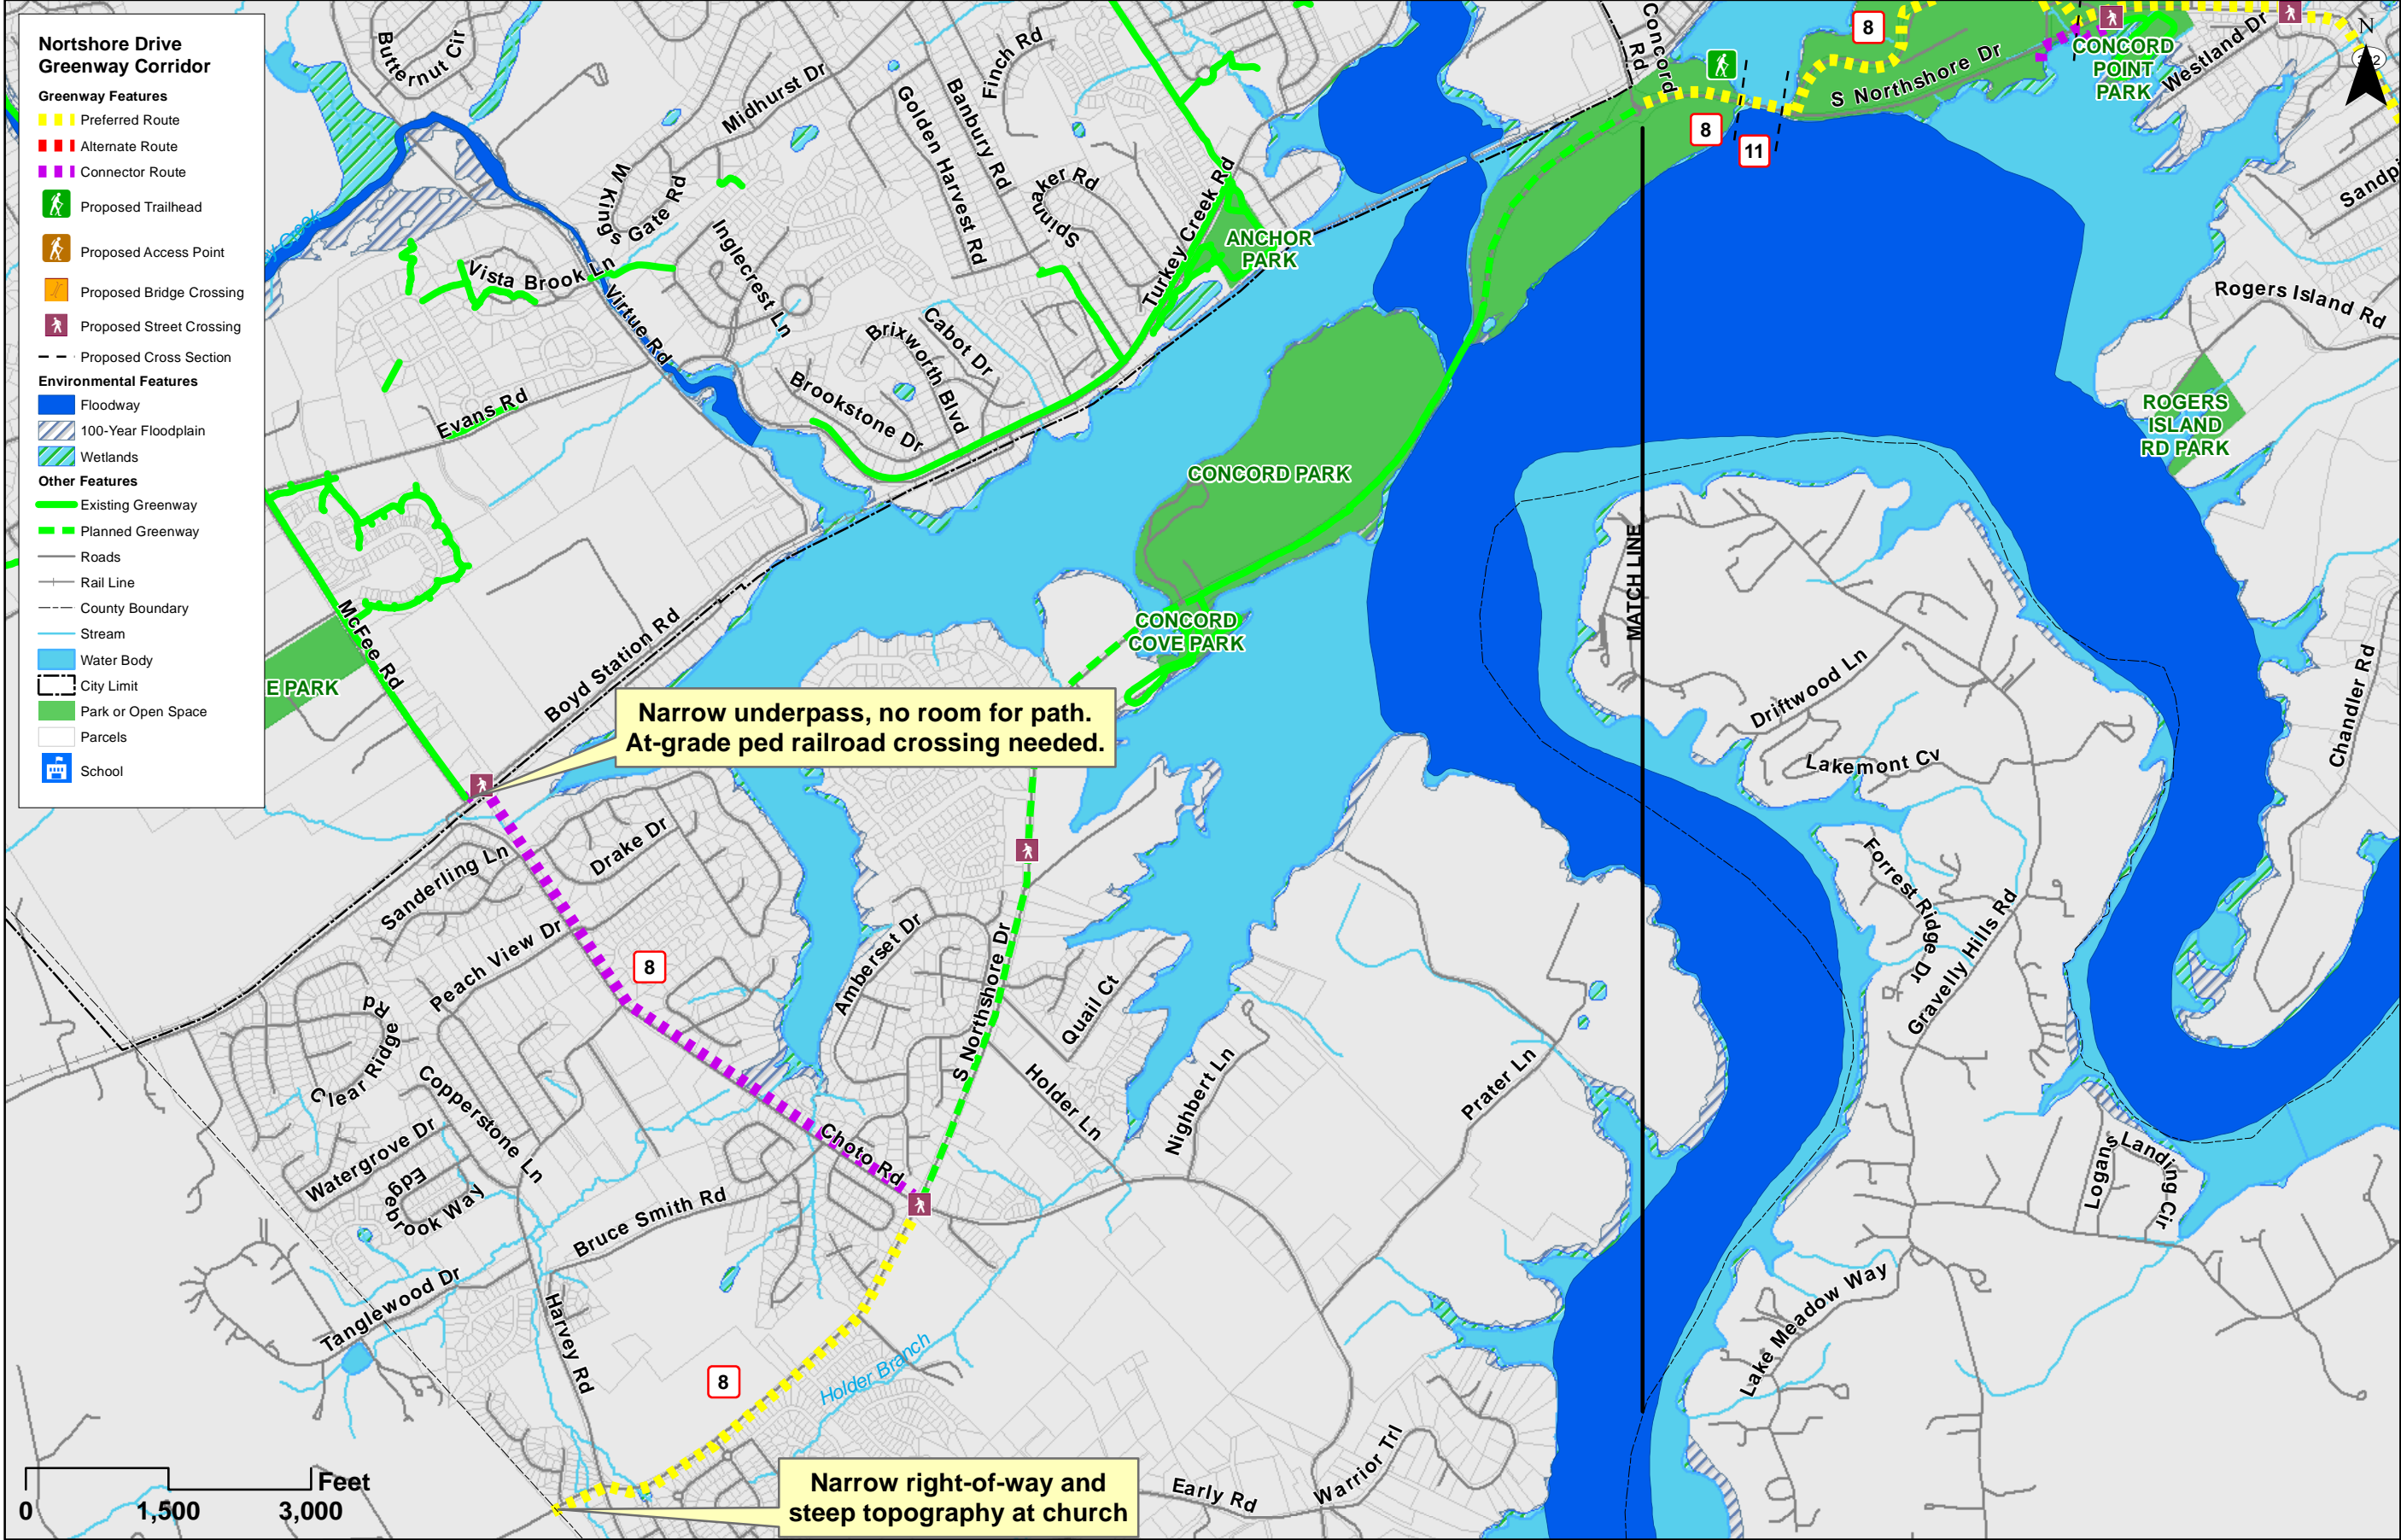 Nortshore Drive
Greenway Corridor
Greenway Features
Preferred Route
Alternate Route
Connector Route
Proposed Trailhead
Proposed Access Point
Proposed Bridge Crossing
Proposed Street Crossing
Proposed Cross Section
Environmental Features
Floodway
100-Year Floodplain
Wetlands
Other Features
Existing Greenway
Planned Greenway
Roads
Rail Line
County Boundary
Stream
Water Body
City Limit
Park or Open Space
Parcels
School
Butternut Cir
Midhurst Dr
Finch Rd
Banbury Rd
Golden Harvest Rd
W Kings Gate Rd
Spinnaker Rd
Turkey Creek Rd
Inglecrest Ln
Vista Brook Ln
Virtue Rd
Cabot Dr
Brixworth Blvd
Brookstone Dr
Evans Rd
ANCHOR
PARK
Concord
Rd
8
8
11
S Northshore Dr
CONCORD
POINT
PARK
Westland Dr
N
Rogers Island Rd
ROGERS
ISLAND
RD PARK
CONCORD PARK
CONCORD
COVE PARK
MATCH LINE
McFee Rd
E PARK
Boyd Station Rd
Narrow underpass, no room for path.
At-grade ped railroad crossing needed.
Driftwood Ln
Lakemont Cv
Chandler Rd
Forrest Ridge Dr
Gravelly Hills Rd
Sanderling Ln
Drake Dr
Peach View Dr
8
Amberset Dr
S Northshore Dr
Quail Ct
Holder Ln
Nighbert Ln
Prater Ln
Clear Ridge Rd
Copperstone Ln
Watergrove Dr
Edgebrook Way
Choto Rd
Bruce Smith Rd
Tanglewood Dr
Harvey Rd
Holder Branch
8
Logans Landing Cir
Lake Meadow Way
Warrior Trl
Early Rd
Narrow right-of-way and
steep topography at church
Feet
0
1,500
3,000